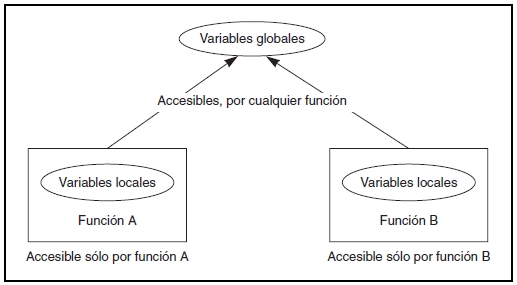 Variables globales
Accesibles, por cualquier función
Variables locales
Función A
Accesible sólo por función A
Variables locales
Función B
Accesible sólo por función B